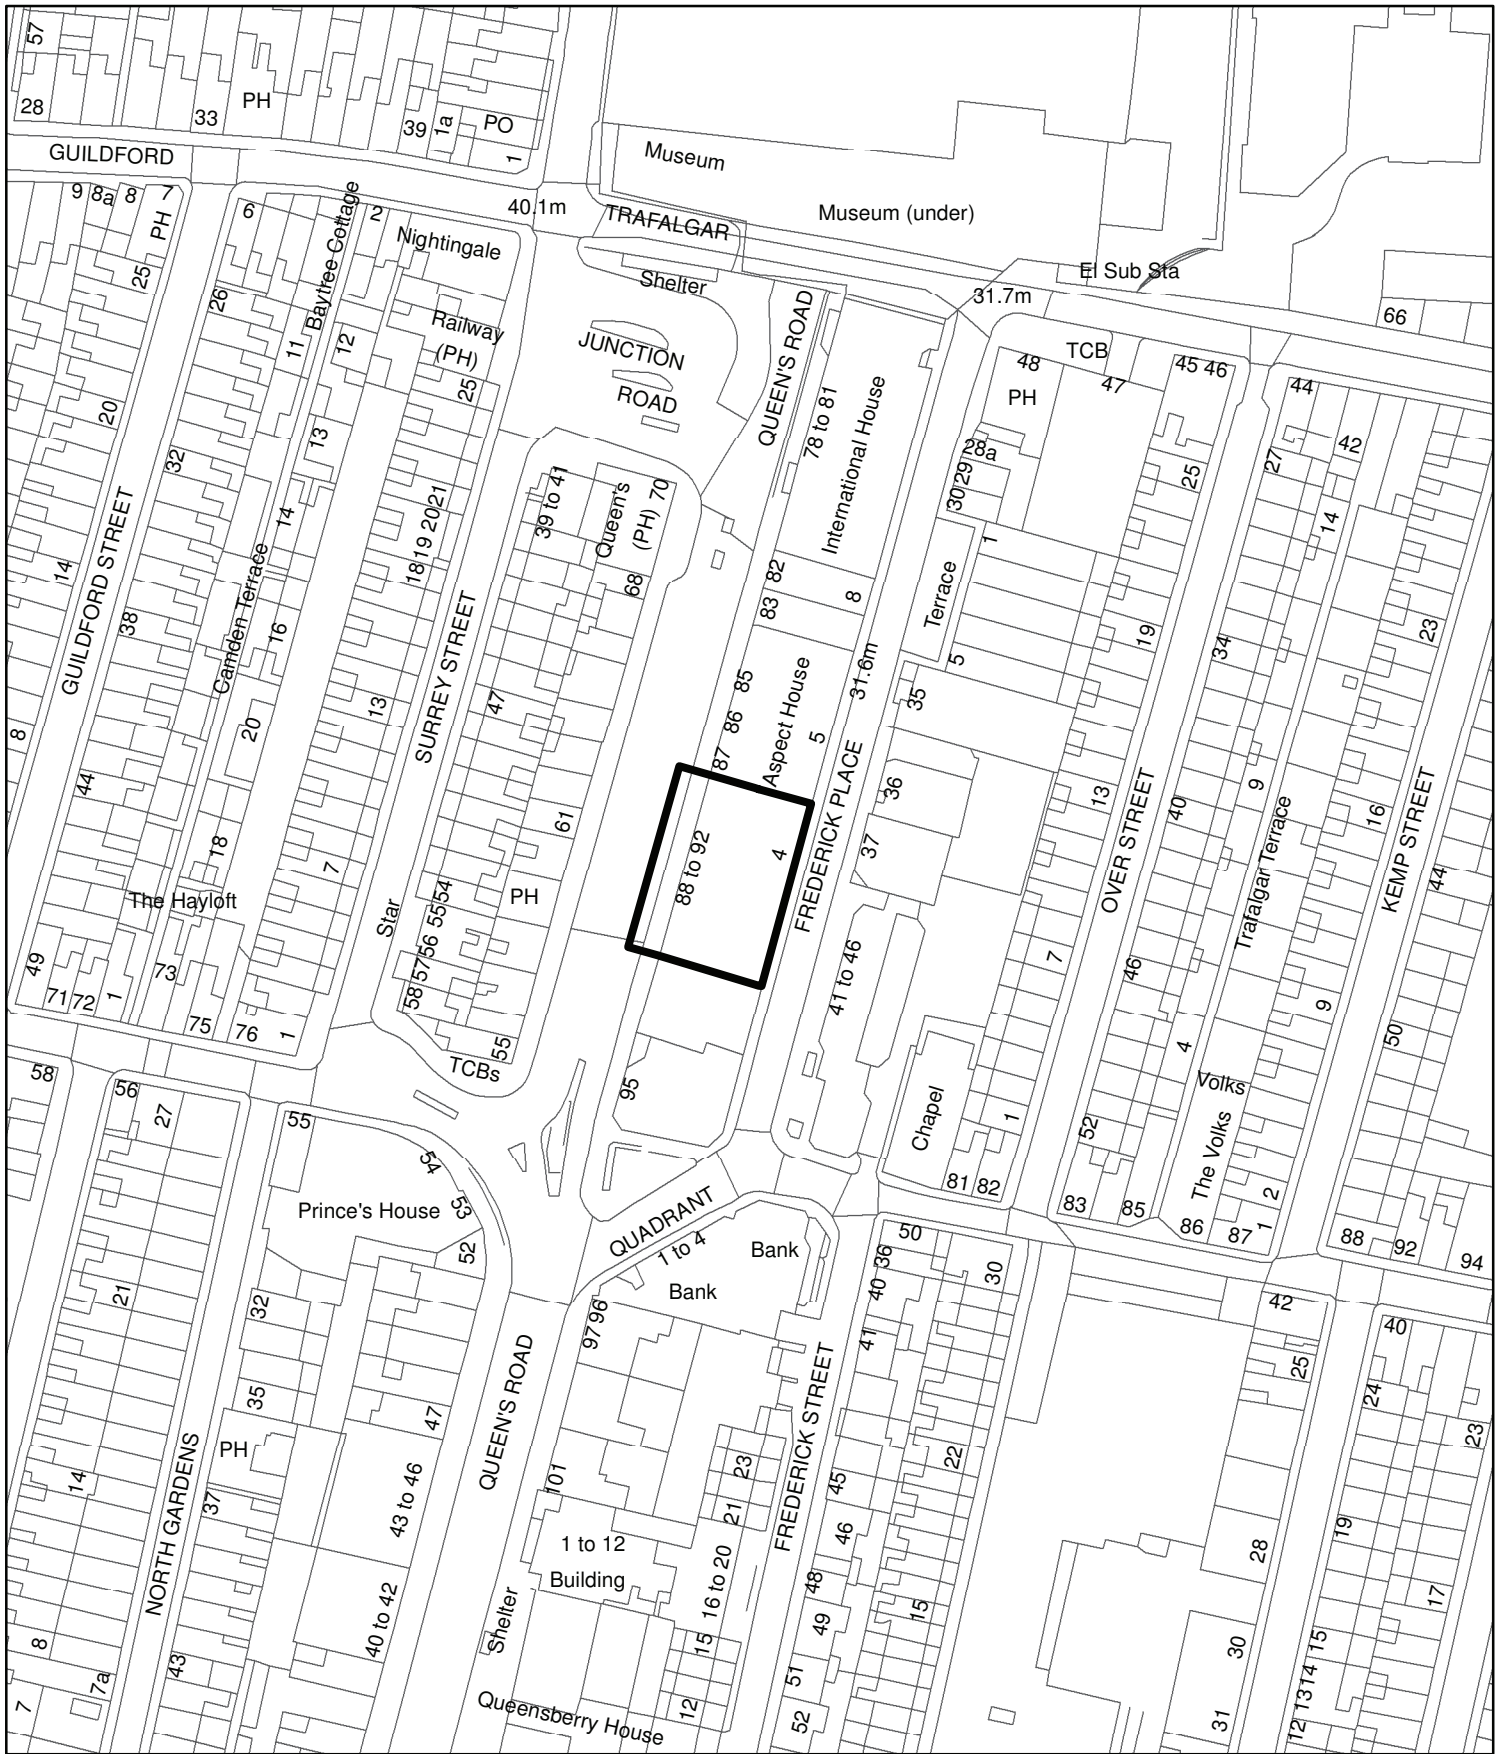 57
28
33
PH
39
1a
PO
1
GUILDFORD
Museum
9
8a
8
7
PH
25
6
Baytree Cottage
2
Nightingale
40.1m
TRAFALGAR
Museum (under)
El Sub Sta
31.7m
66
Shelter
26
11
12
Railway
(PH)
25
JUNCTION
ROAD
QUEEN'S ROAD
78 to 81
International House
48
PH
TCB
47
45
46
44
42
27
20
32
13
14
14
GUILDFORD STREET
38
Camden Terrace
16
20
18
8
44
The Hayloft
49
71
72
1
73
75
76
1
21
20
19
18
13
7
SURREY STREET
39 to 41
Queen's
(PH)
70
68
47
61
Star
54
55
56
57
58
PH
55
TCBs
82
83
8
85
86
87
Aspect House
5
31.6m
88 to 92
4
FREDERICK PLACE
95
28a
29
30
Terrace
1
5
35
36
37
41 to 46
Chapel
81
82
1
7
13
19
25
OVER STREET
34
40
46
52
83
85
14
9
4
Trafalgar Terrace
Volks
The Volks
86
87
1
2
9
16
23
KEMP STREET
44
50
88
92
94
58
56
27
55
54
53
52
Prince's House
21
14
8
7a
7
NORTH GARDENS
32
35
PH
37
43
47
43 to 46
40 to 42
QUEEN'S ROAD
QUADRANT
1 to 4
Bank
Bank
96
97
101
1 to 12
Building
Shelter
Queensberry House
23
21
16 to 20
15
12
FREDERICK STREET
50
36
40
41
45
46
48
49
51
52
30
22
15
42
25
28
30
31
40
24
23
19
17
15
14
13
12